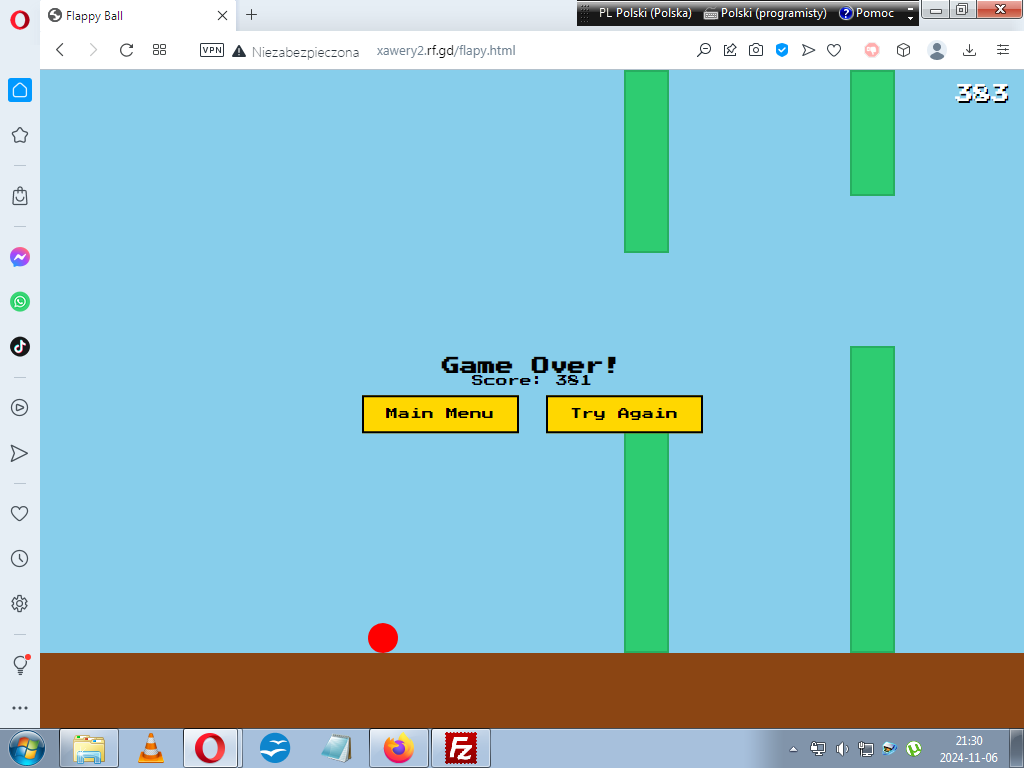 Flappy Ball
PL Polski (Polska) Polski (programisty) Pomoc
VPN Niezabezpieczona xawery2.rf.gd/flapy.html
383
Game Over!
Score: 381
Main Menu Try Again
21:30
2024-11-06